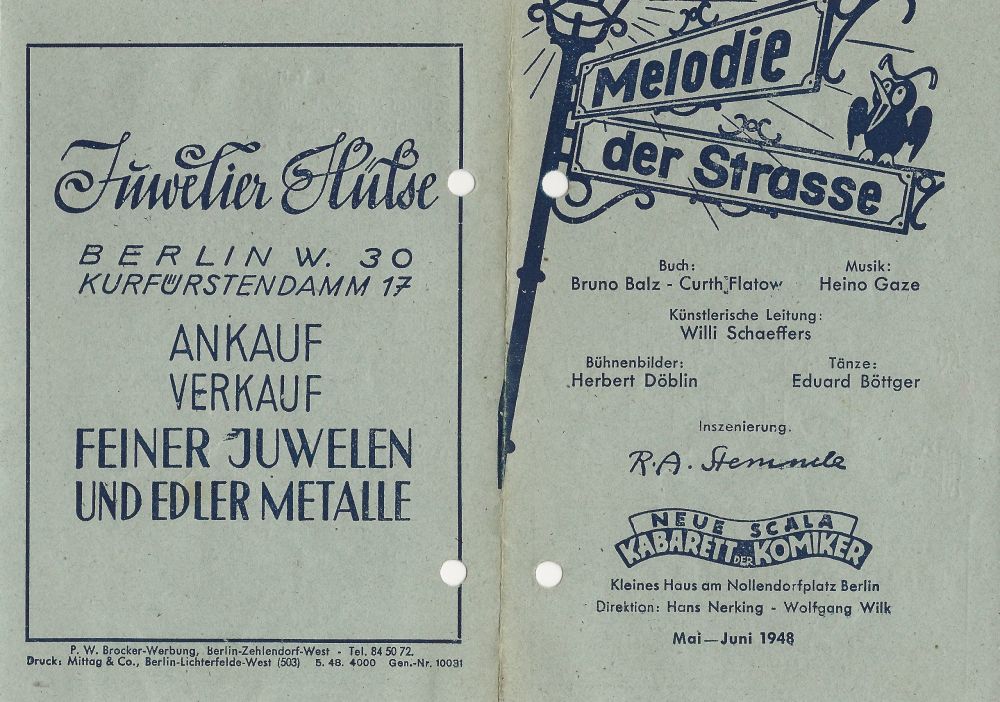 Juwelier Hülse
BERLIN W. 30
KURFÜRSTENDAMM 17
ANKAUF
VERKAUF
FEINER JUWELEN
UND EDLER METALLE
P. W. Brocker-Werbung, Berlin-Zehlendorf-West - Tel. 84 50 72.
Druck: Mittag & Co., Berlin-Lichterfelde-West (503) 5. 48. 4000 Gen.-Nr. 10031
Melodie
der Strasse
Buch:
Bruno Balz - Curth Flatow
Musik:
Heino Gaze
Künstlerische Leitung:
Willi Schaeffers
Bühnenbilder:
Herbert Döblin
Tänze:
Eduard Böttger
Inszenierung.
R. A. Stemmle
NEUE SCALA
KABARETT DER KOMIKER
Kleines Haus am Nollendorfplatz Berlin
Direktion: Hans Nerking - Wolfgang Wilk
Mai—Juni 1948